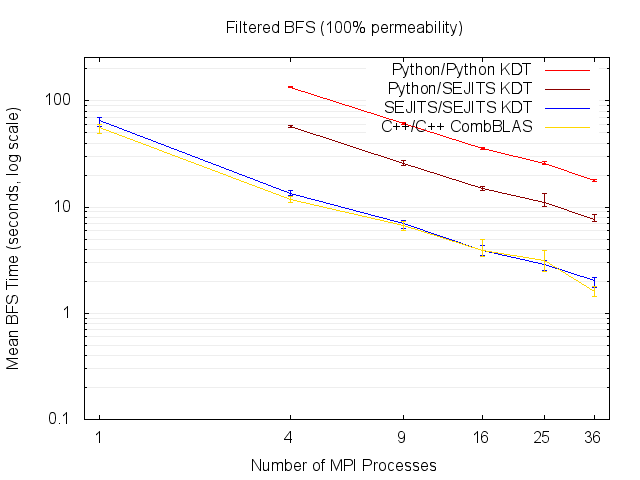 Filtered BFS (100% permeability)
Python/Python KDT
Python/SEJITS KDT
SEJITS/SEJITS KDT
C++/C++ CombBLAS
Mean BFS Time (seconds, log scale)
100
10
1
0.1
1 4 9 16 25 36
Number of MPI Processes